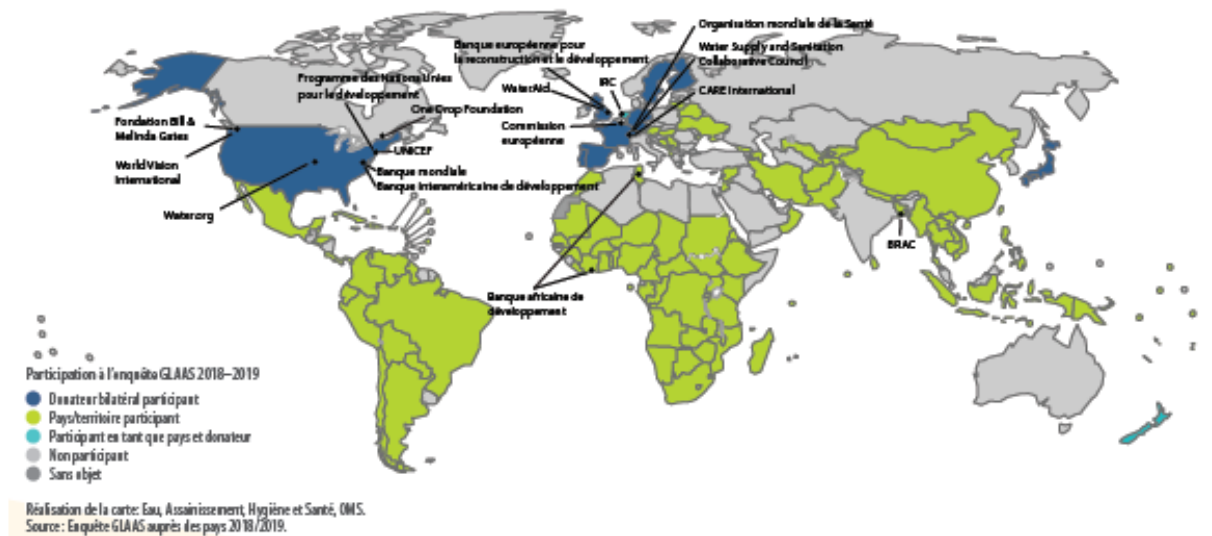 Organisation mondiale de la Santé
Banque européenne pour
la reconstruction et le développement
Water Supply and Sanitation
Collaborative Council
IRC
WaterAid
CARE International
Programme des Nations Unies
pour le développement
One Drop Foundation
Commission
européenne
Fondation Bill &
Melinda Gates
UNICEF
World Vision
International
Banque mondiale
Banque interaméricaine de développement
Water.org
BRAC
Banque africaine de
développement
Participation à l'enquête GLAAS 2018–2019
Donateur bilatéral participant
Pays/territoire participant
Participant en tant que pays et donateur
Non participant
Sans objet
Réalisation de la carte: Eau, Assainissement, Hygiène et Santé, OMS.
Source : Enquête GLAAS auprès des pays 2018/2019.